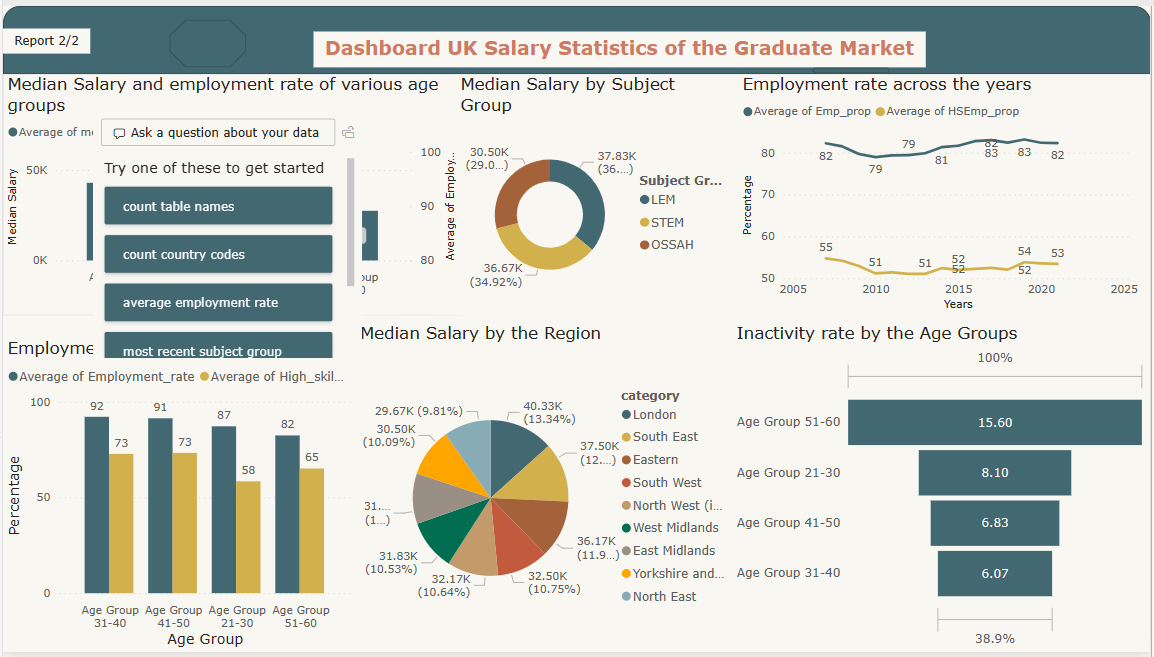 Report 2/2
Dashboard UK Salary Statistics of the Graduate Market
Median Salary and employment rate of various age
groups
Average of
Ask a question about your data
Try one of these to get started
count table names
count country codes
average employment rate
most recent subject group
Median Salary
50K
0K
100
90
80
Average of Employ...
Median Salary by Subject
Group
30.50K
(29.0...)
37.83K
(36....)
36.67K
(34.92%)
Subject Gr...
LEM
STEM
OSSAH
Employment rate across the years
Average of Emp_prop
Average of HSEmp_prop
Percentage
80
70
60
50
82
79
79
81
82
83
83
82
55
51
51
52
52
54
52
53
2005
2010
2015
2020
2025
Years
Average of Employment_rate
Average of High_skil...
Percentage
100
50
0
92
73
91
73
87
58
82
65
Age Group
31-40
Age Group
41-50
Age Group
21-30
Age Group
51-60
Age Group
Median Salary by the Region
40.33K
(13.34%)
37.50K
(12....)
36.17K
(11.9...)
32.50K
(10.75%)
32.17K
(10.64%)
31.83K
(10.53%)
31....
(1...)
30.50K
(10.09%)
29.67K (9.81%)
category
London
South East
Eastern
South West
North West (i...
West Midlands
East Midlands
Yorkshire and...
North East
Inactivity rate by the Age Groups
100%
Age Group 51-60
15.60
Age Group 21-30
8.10
Age Group 41-50
6.83
Age Group 31-40
6.07
38.9%